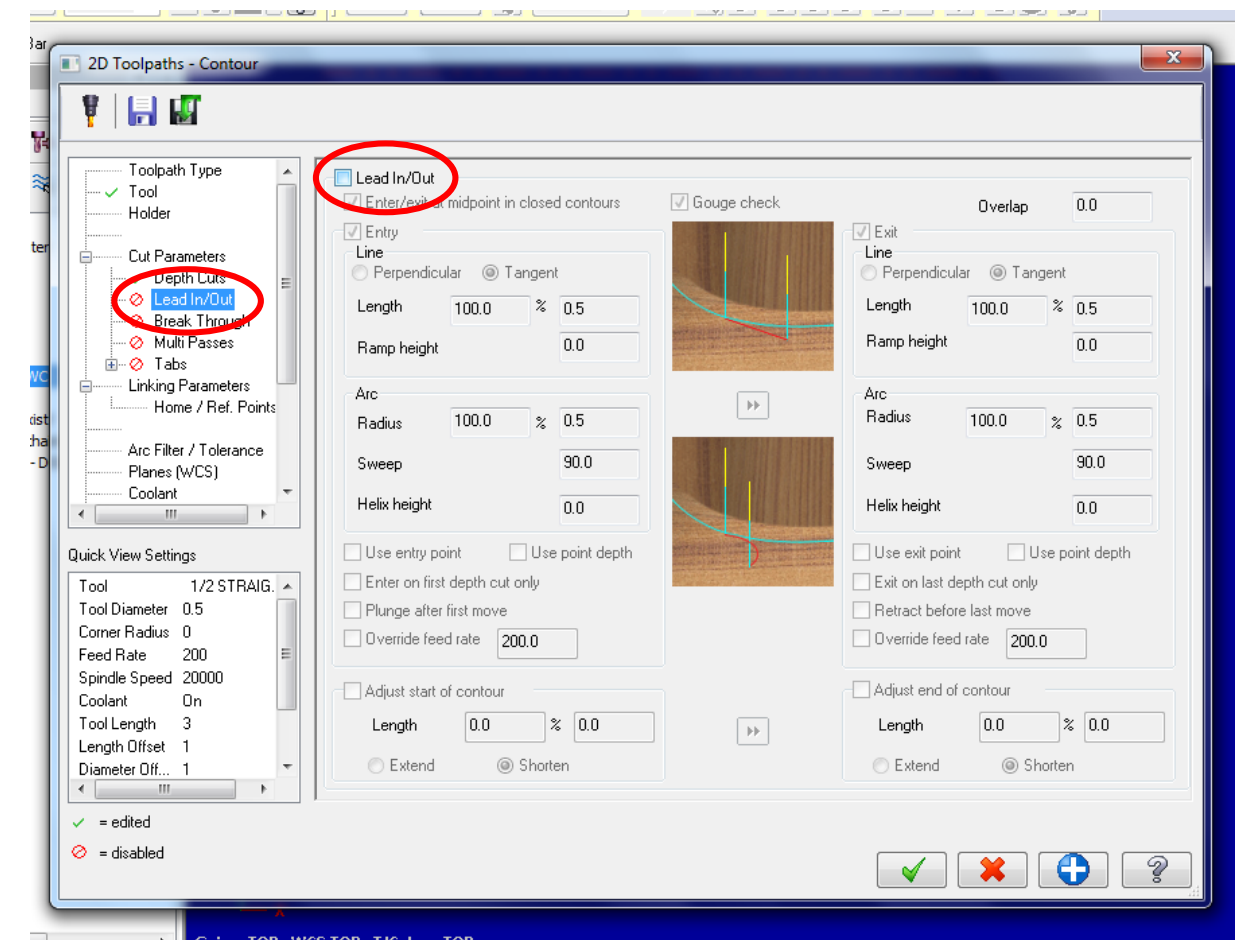 Bar
2D Toolpaths - Contour
Toolpath Type
Tool
Holder
Cut Parameters
Depth Cuts
Lead In/Out
Break Through
Multi Passes
Tabs
Linking Parameters
Home / Ref. Points
Arc Filter / Tolerance
Planes (WCS)
Coolant
Quick View Settings
Tool 1/2 STRAIG.
Tool Diameter 0.5
Corner Radius 0
Feed Rate 200
Spindle Speed 20000
Coolant On
Tool Length 3
Length Offset 1
Diameter Off... 1
= edited
= disabled
Lead In/Out
Enter/exit at midpoint in closed contours
Gouge check
Overlap 0.0
Entry
Line
Perpendicular Tangent
Length 100.0 % 0.5
Ramp height 0.0
Arc
Radius 100.0 % 0.5
Sweep 90.0
Helix height 0.0
Use entry point Use point depth
Enter on first depth cut only
Plunge after first move
Override feed rate 200.0
Adjust start of contour
Length 0.0 % 0.0
Extend Shorten
Exit
Line
Perpendicular Tangent
Length 100.0 % 0.5
Ramp height 0.0
Arc
Radius 100.0 % 0.5
Sweep 90.0
Helix height 0.0
Use exit point Use point depth
Exit on last depth cut only
Retract before last move
Override feed rate 200.0
Adjust end of contour
Length 0.0 % 0.0
Extend Shorten